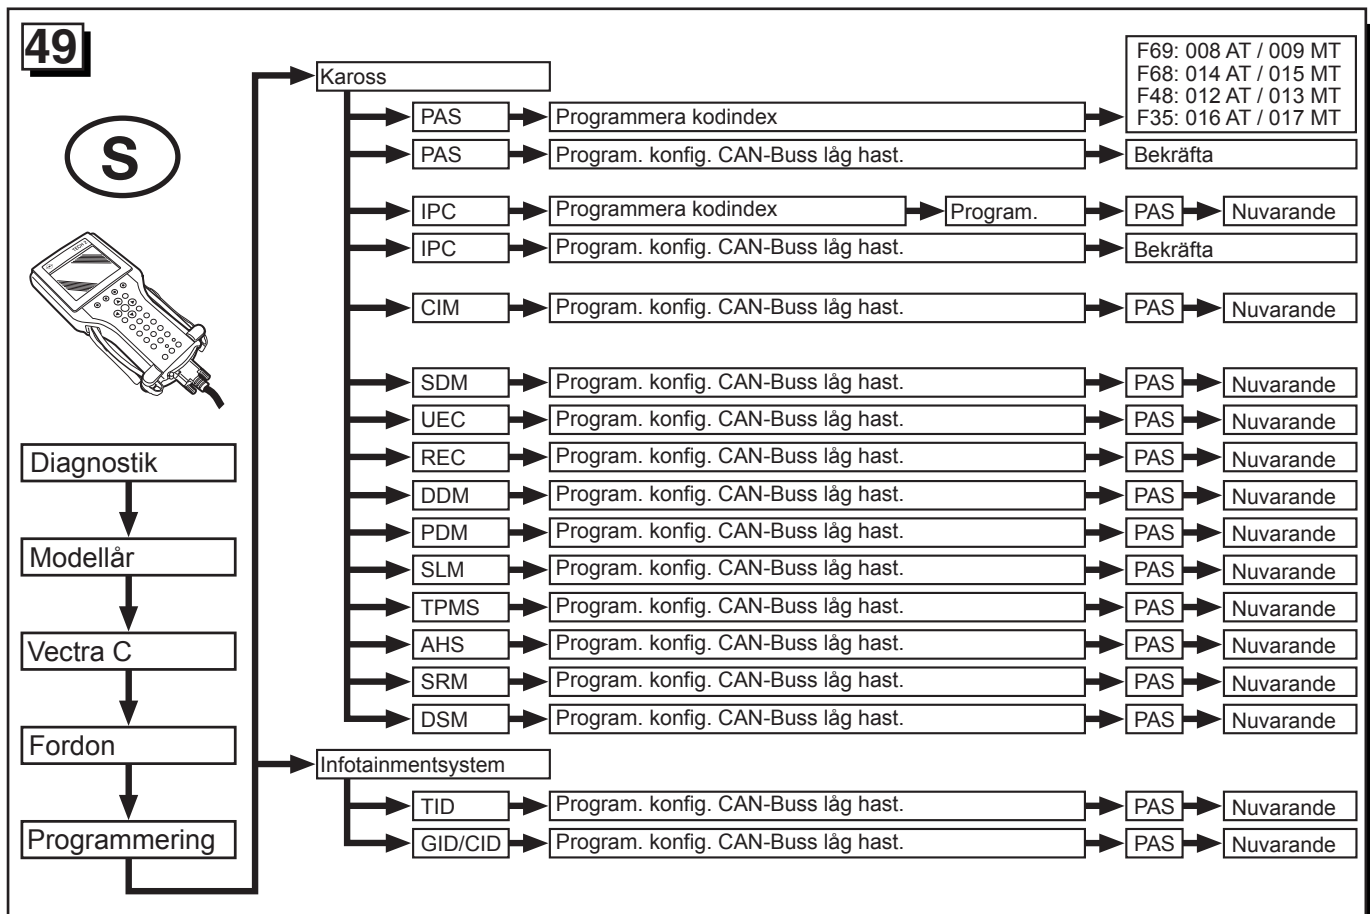 49
S
TECH 2
Diagnostik
Modellår
Vectra C
Fordon
Programmering
Kaross
PAS Programmera kodindex
F69: 008 AT / 009 MT
F68: 014 AT / 015 MT
F48: 012 AT / 013 MT
F35: 016 AT / 017 MT
PAS Program. konfig. CAN-Buss låg hast. Bekräfta
IPC Programmera kodindex Program. PAS Nuvarande
IPC Program. konfig. CAN-Buss låg hast. Bekräfta
CIM Program. konfig. CAN-Buss låg hast. PAS Nuvarande
SDM Program. konfig. CAN-Buss låg hast. PAS Nuvarande
UEC Program. konfig. CAN-Buss låg hast. PAS Nuvarande
REC Program. konfig. CAN-Buss låg hast. PAS Nuvarande
DDM Program. konfig. CAN-Buss låg hast. PAS Nuvarande
PDM Program. konfig. CAN-Buss låg hast. PAS Nuvarande
SLM Program. konfig. CAN-Buss låg hast. PAS Nuvarande
TPMS Program. konfig. CAN-Buss låg hast. PAS Nuvarande
AHS Program. konfig. CAN-Buss låg hast. PAS Nuvarande
SRM Program. konfig. CAN-Buss låg hast. PAS Nuvarande
DSM Program. konfig. CAN-Buss låg hast. PAS Nuvarande
Infotainmentsystem
TID Program. konfig. CAN-Buss låg hast. PAS Nuvarande
GID/CID Program. konfig. CAN-Buss låg hast. PAS Nuvarande